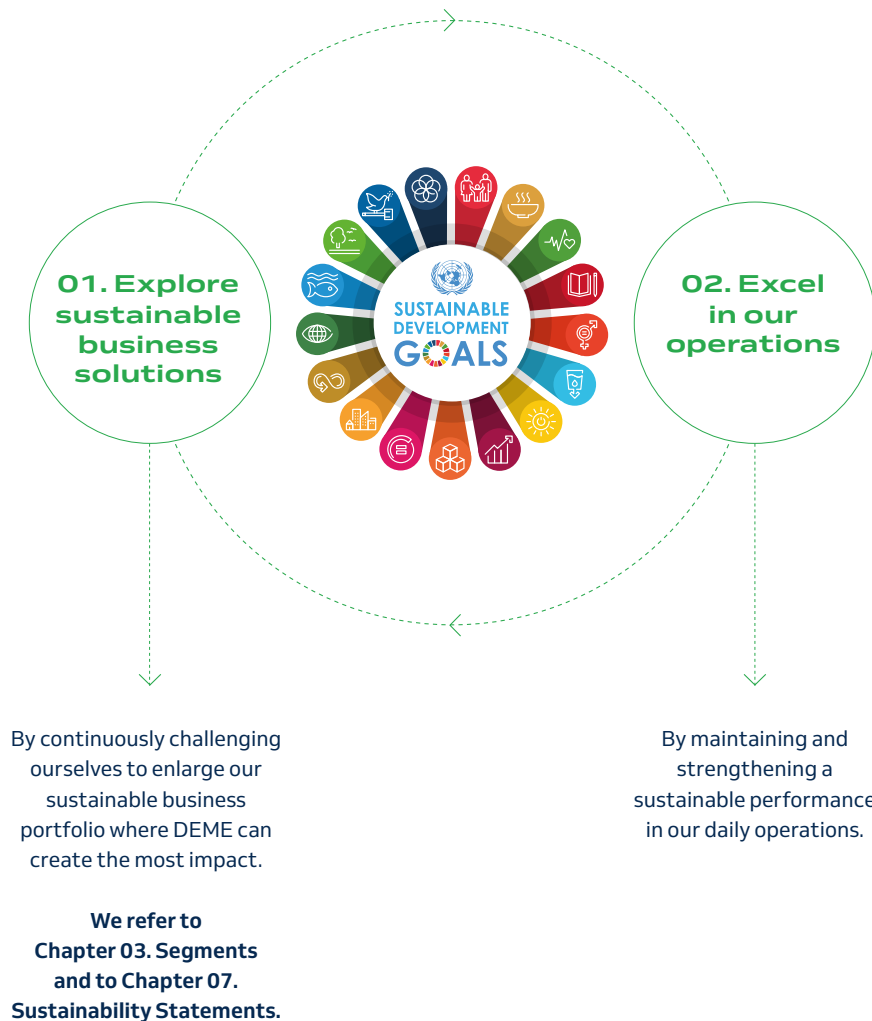 01. Explore
sustainable
business
solutions
SUSTAINABLE
DEVELOPMENT
GOALS
02. Excel
in our
operations
By continuously challenging
ourselves to enlarge our
sustainable business
portfolio where DEME can
create the most impact.
We refer to
Chapter 03. Segments
and to Chapter 07.
Sustainability Statements.
By maintaining and
strengthening a
sustainable performance
in our daily operations.